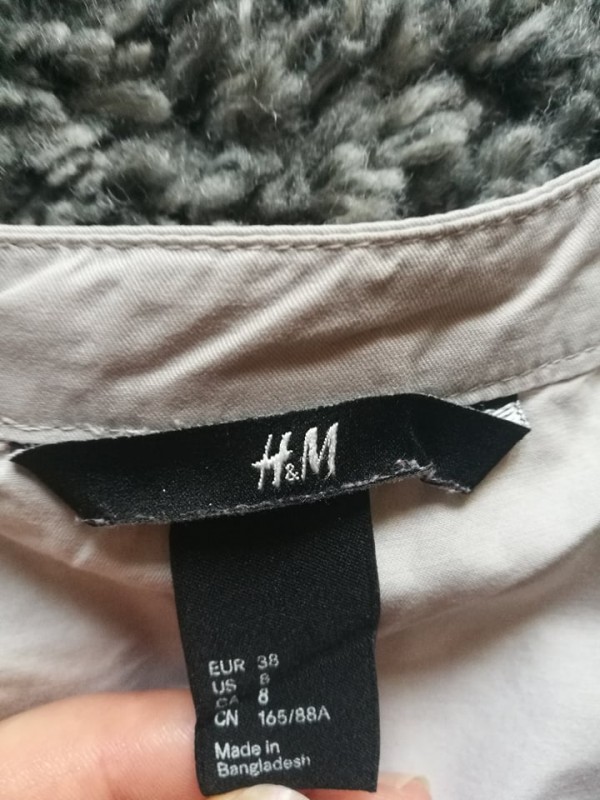 H&M
EUR 38
US 8
CA 8
CN 165/88A
Made in
Bangladesh